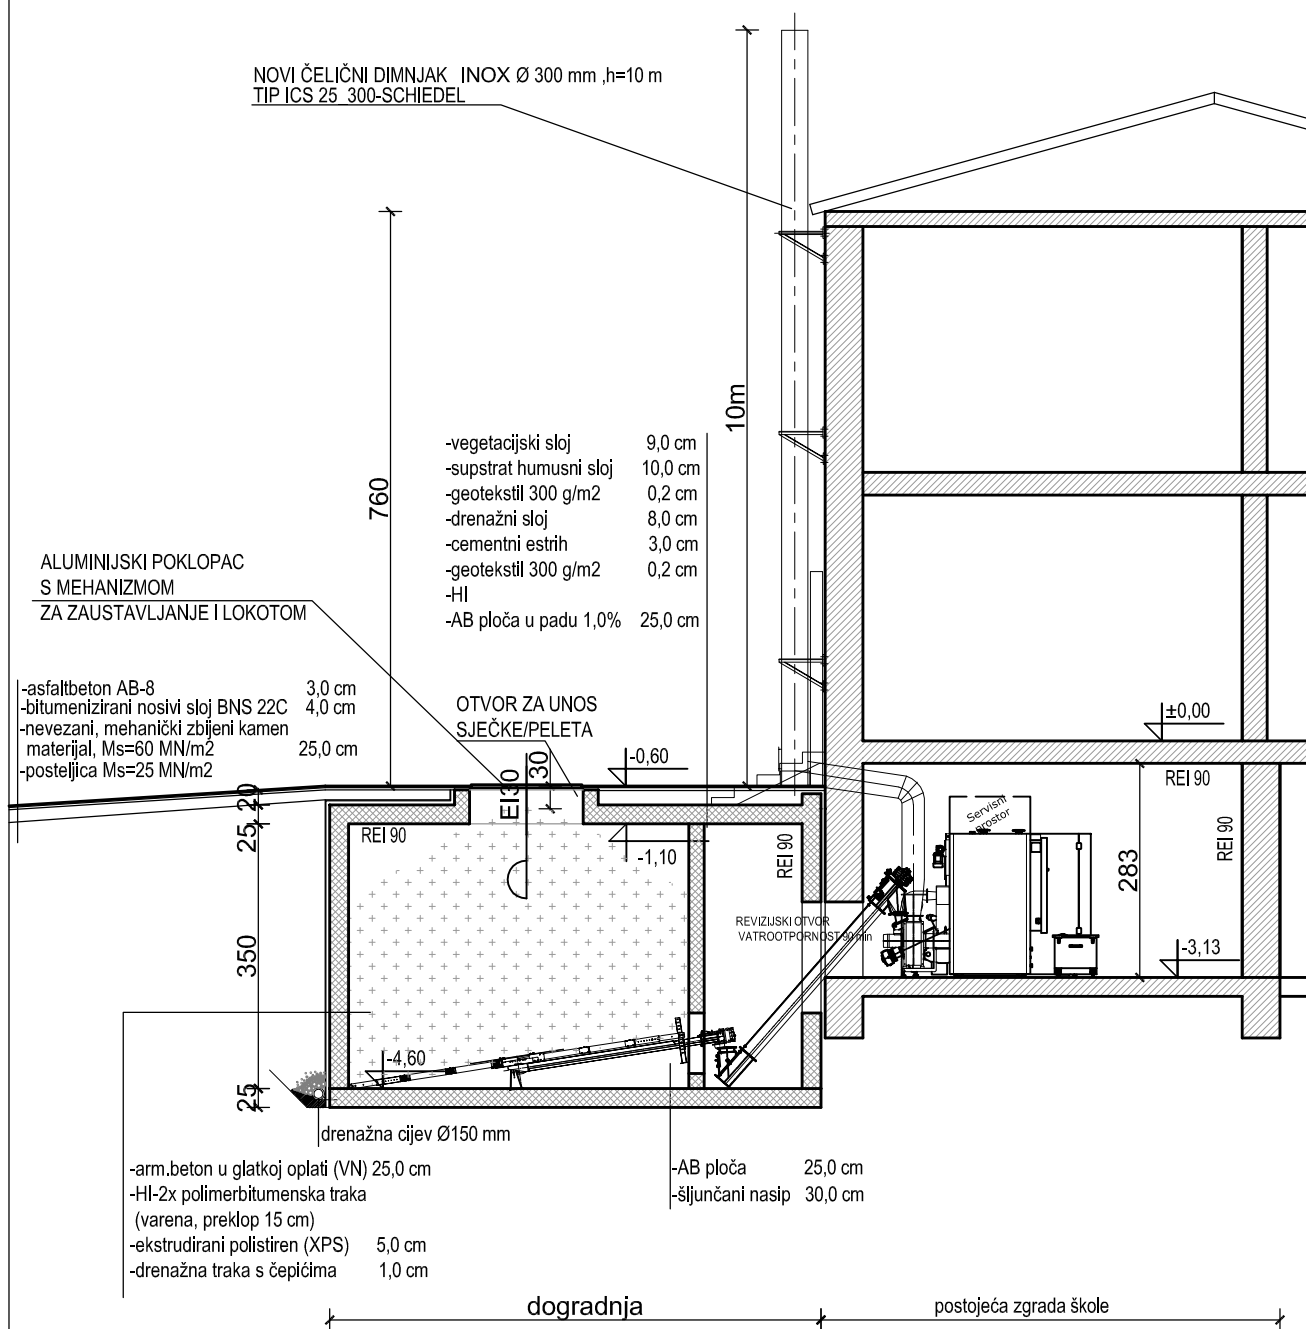 NOVI ČELIČNI DIMNJAK INOX Ø 300 mm ,h=10 m
TIP ICS 25 300-SCHIEDEL
10m
760
-vegetacijski sloj 9,0 cm
-supstrat humusni sloj 10,0 cm
-geotekstil 300 g/m2 0,2 cm
-drenažni sloj 8,0 cm
-cementni estrih 3,0 cm
-geotekstil 300 g/m2 0,2 cm
-HI
-AB ploča u padu 1,0% 25,0 cm
ALUMINIJSKI POKLOPAC
S MEHANIZMOM
ZA ZAUSTAVLJANJE I LOKOTOM
-asfaltbeton AB-8 3,0 cm
-bitumenizirani nosivi sloj BNS 22C 4,0 cm
-nevezani, mehanički zbijeni kamen
materijal, Ms=60 MN/m2 25,0 cm
-posteljica Ms=25 MN/m2
OTVOR ZA UNOS
SJEČKE/PELETA
±0,00
-0,60
30
EI30
20
25
REI 90
-1,10
REI 90
REI 90
REI 90
Servisni
prostor
283
REVIZIJSKI OTVOR
VATROOTPORNOST 90 min
350
-3,13
-4,60
25
drenažna cijev Ø150 mm
-arm.beton u glatkoj oplati (VN) 25,0 cm
-HI-2x polimerbitumenska traka
(varena, preklop 15 cm)
-ekstrudirani polistiren (XPS) 5,0 cm
-drenažna traka s čepićima 1,0 cm
-AB ploča 25,0 cm
-šljunčani nasip 30,0 cm
dogradnja
postojeća zgrada škole